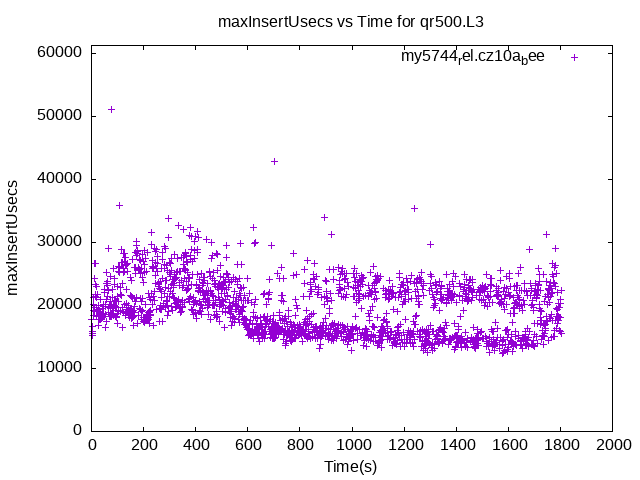 maxInsertUsecs vs Time for qr500.L3
my5744rel.cz10abee
maxInsertUsecs
60000
50000
40000
30000
20000
10000
0
0 200 400 600 800 1000 1200 1400 1600 1800 2000
Time(s)